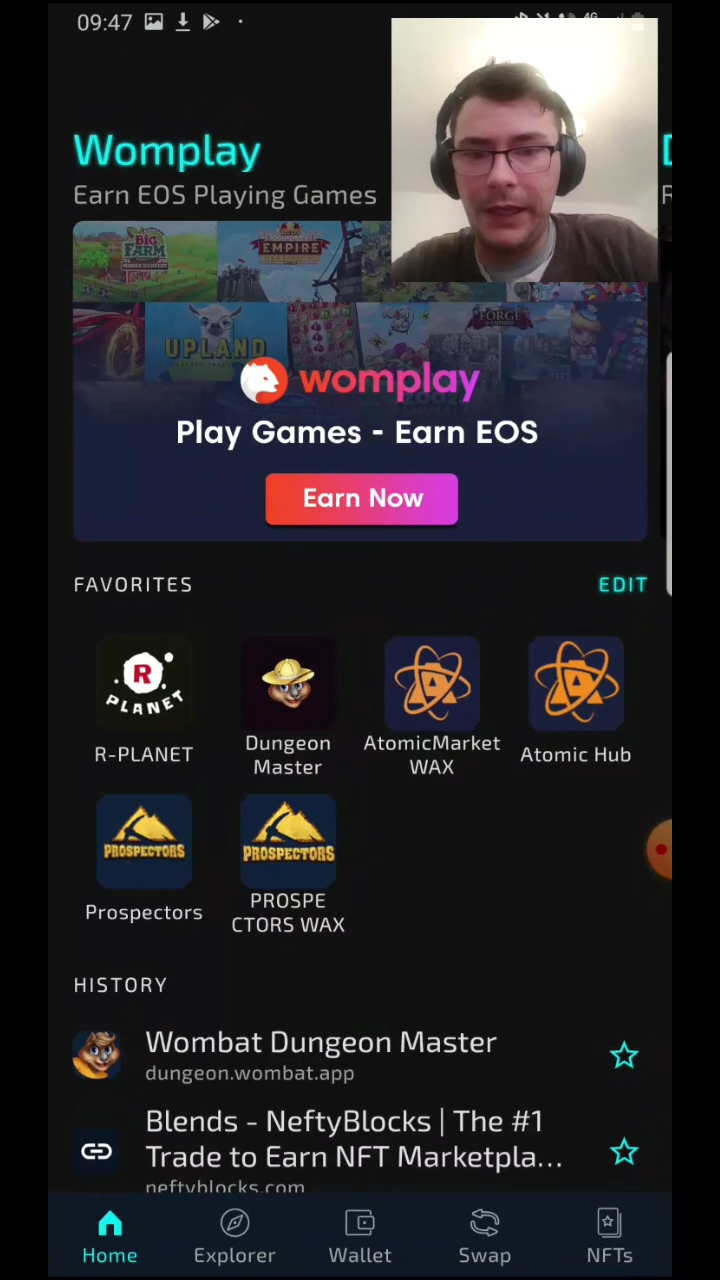 09:47
4G
Womplay
Earn EOS Playing Games
BIG
FARM
EMPIRE
UPLAND
FORGE
womplay
Play Games - Earn EOS
Earn Now
FAVORITES
EDIT
R
PLANET
R-PLANET
Dungeon
Master
AtomicMarket
WAX
Atomic Hub
PROSPECTORS
Prospectors
PROSPECTORS
PROSPE
CTORS WAX
HISTORY
Wombat Dungeon Master
dungeon.wombat.app
Blends - NeftyBlocks | The #1
Trade to Earn NFT Marketpla...
neftyblocks.com
Home
Explorer
Wallet
Swap
NFTs